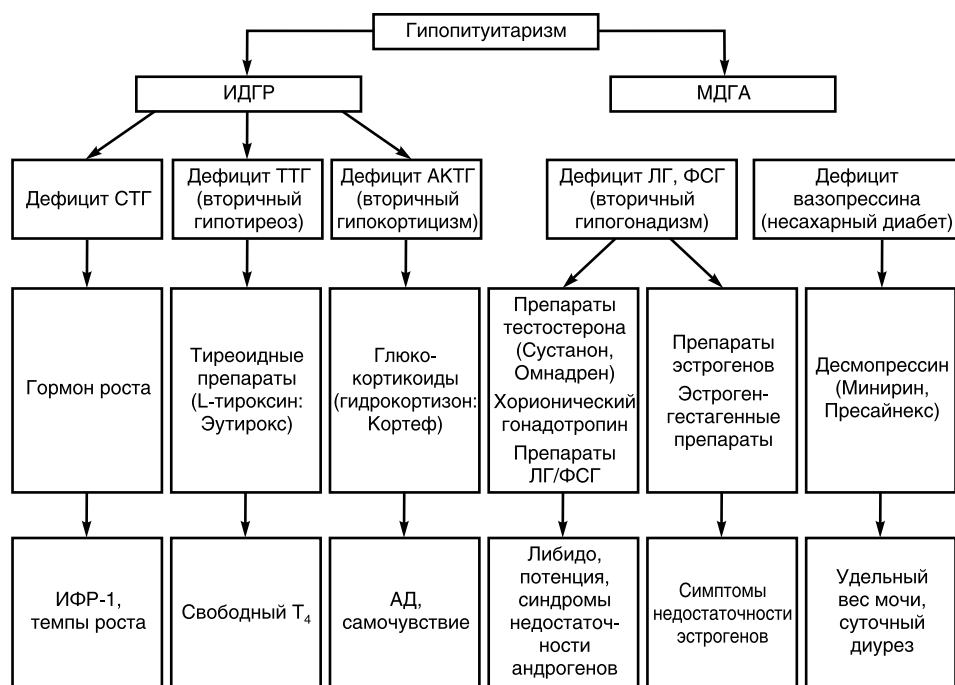 Гипопитуитаризм
ИДГР
МДГА
Дефицит СТГ
Дефицит ТТГ
(вторичный
гипотиреоз)
Дефицит АКТГ
(вторичный
гипокортицизм)
Дефицит ЛГ, ФСГ
(вторичный
гипогонадизм)
Дефицит
вазопрессина
(несахарный диабет)
Гормон роста
Тиреоидные
препараты
(L-тироксин:
Эутирокс)
Глюко-
кортикоиды
(гидрокортизон:
Кортеф)
Препараты
тестостерона
(Сустанон,
Омнадрен)
Хорионический
гонадотропин
Препараты
ЛГ/ФСГ
Препараты
эстрогенов
Эстроген-
гестагенные
препараты
Десмопрессин
(Минирин,
Пресайнекс)
ИФР-1,
темпы роста
Свободный Т4
АД,
самочувствие
Либидо,
потенция,
синдромы
недостаточ-
ности
андрогенов
Симптомы
недостаточности
эстрогенов
Удельный
вес мочи,
суточный
диурез